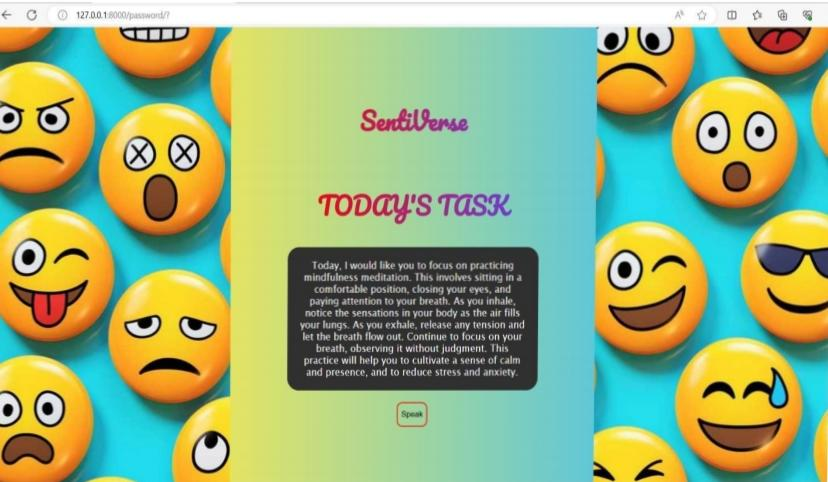 127.0.0.1:8000/password/?
SentiVerse
TODAY'S TASK
Today, I would like you to focus on practicing
mindfulness meditation. This involves sitting in a
comfortable position, closing your eyes, and
paying attention to your breath. As you inhale,
notice the sensations in your body as the air fills
your lungs. As you exhale, release any tension and
let the breath flow out. Continue to focus on your
breath, observing it without judgment. This
practice will help you to cultivate a sense of calm
and presence, and to reduce stress and anxiety.
Speak